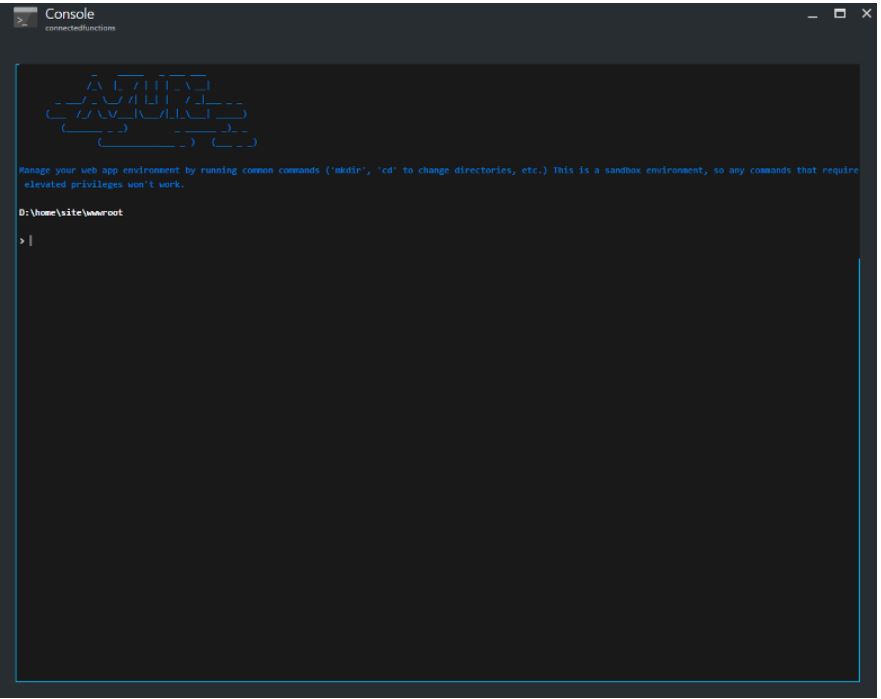 Console
connectedfunctions
Manage your web app environment by running common commands ('mkdir', 'cd' to change directories, etc.) This is a sandbox environment, so any commands that require
elevated privileges won't work.
D:\home\site\wwwroot
>